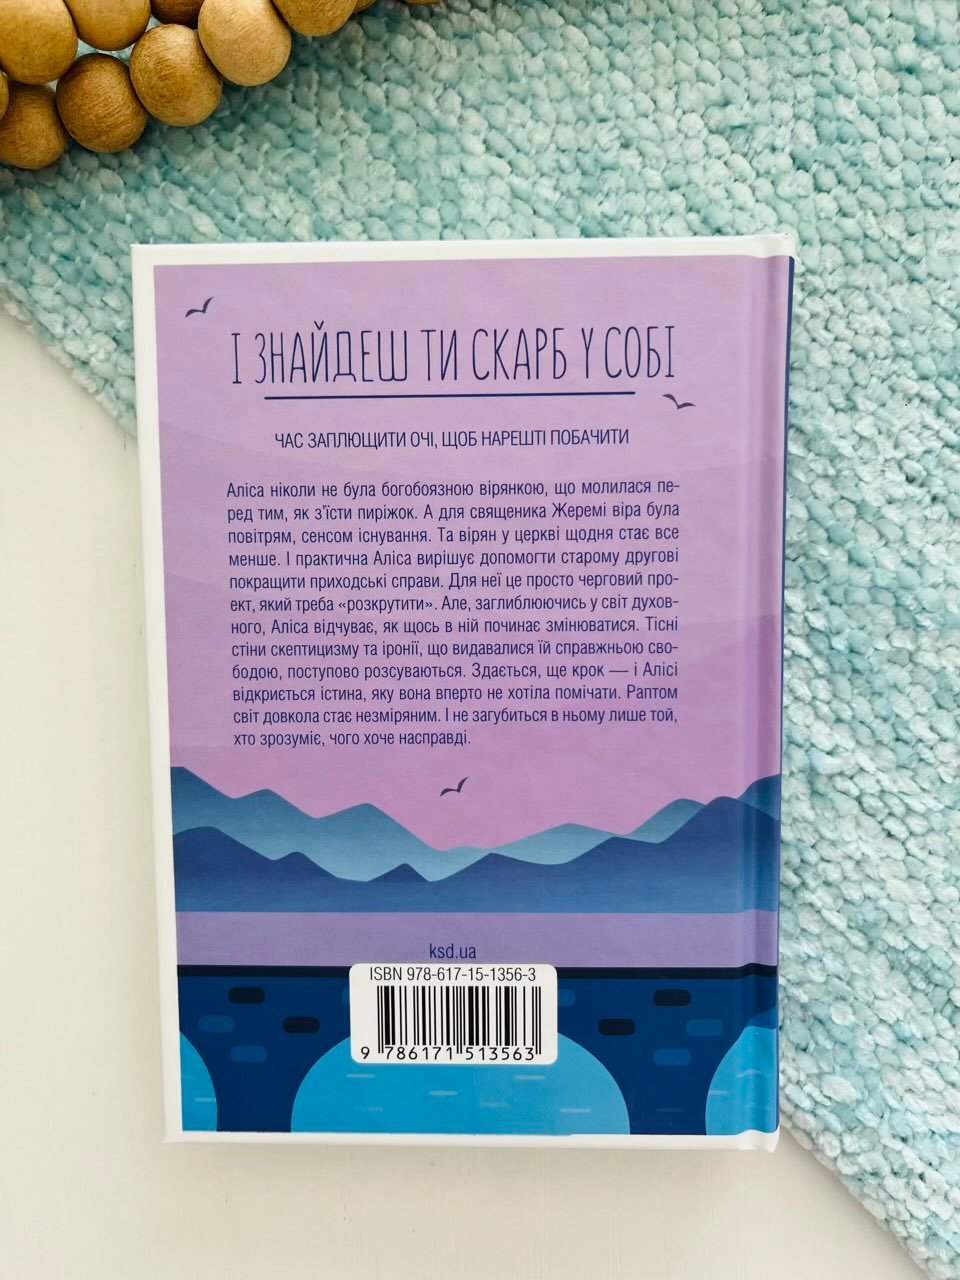 І ЗНАЙДЕШ ТИ СКАРБ У СОБІ
ЧАС ЗАПЛЮЩИТИ ОЧІ, ЩОБ НАРЕШТІ ПОБАЧИТИ
Аліса ніколи не була богобоязною вірянкою, що молилася пе-
ред тим, як з’їсти пиріжок. А для священика Жеремі віра була
повітрям, сенсом існування. Та вірян у церкві щодня стає все
менше. І практична Аліса вирішує допомогти старому другові
покращити приходські справи. Для неї це просто черговий про-
ект, який треба «розкрутити». Але, заглиблюючись у світ духов-
ного, Аліса відчуває, як щось в ній починає змінюватися. Тісні
стіни скептицизму та іронії, що видавалися їй справжньою сво-
бодою, поступово розсуваються. Здається, ще крок — і Алісі
відкриється істина, яку вона вперто не хотіла помічати. Раптом
світ довкола стає незміряним. І не загубиться в ньому лише той,
хто зрозуміє, чого хоче насправді.
ksd.ua
ISBN 978-617-15-1356-3
9 786171 513563